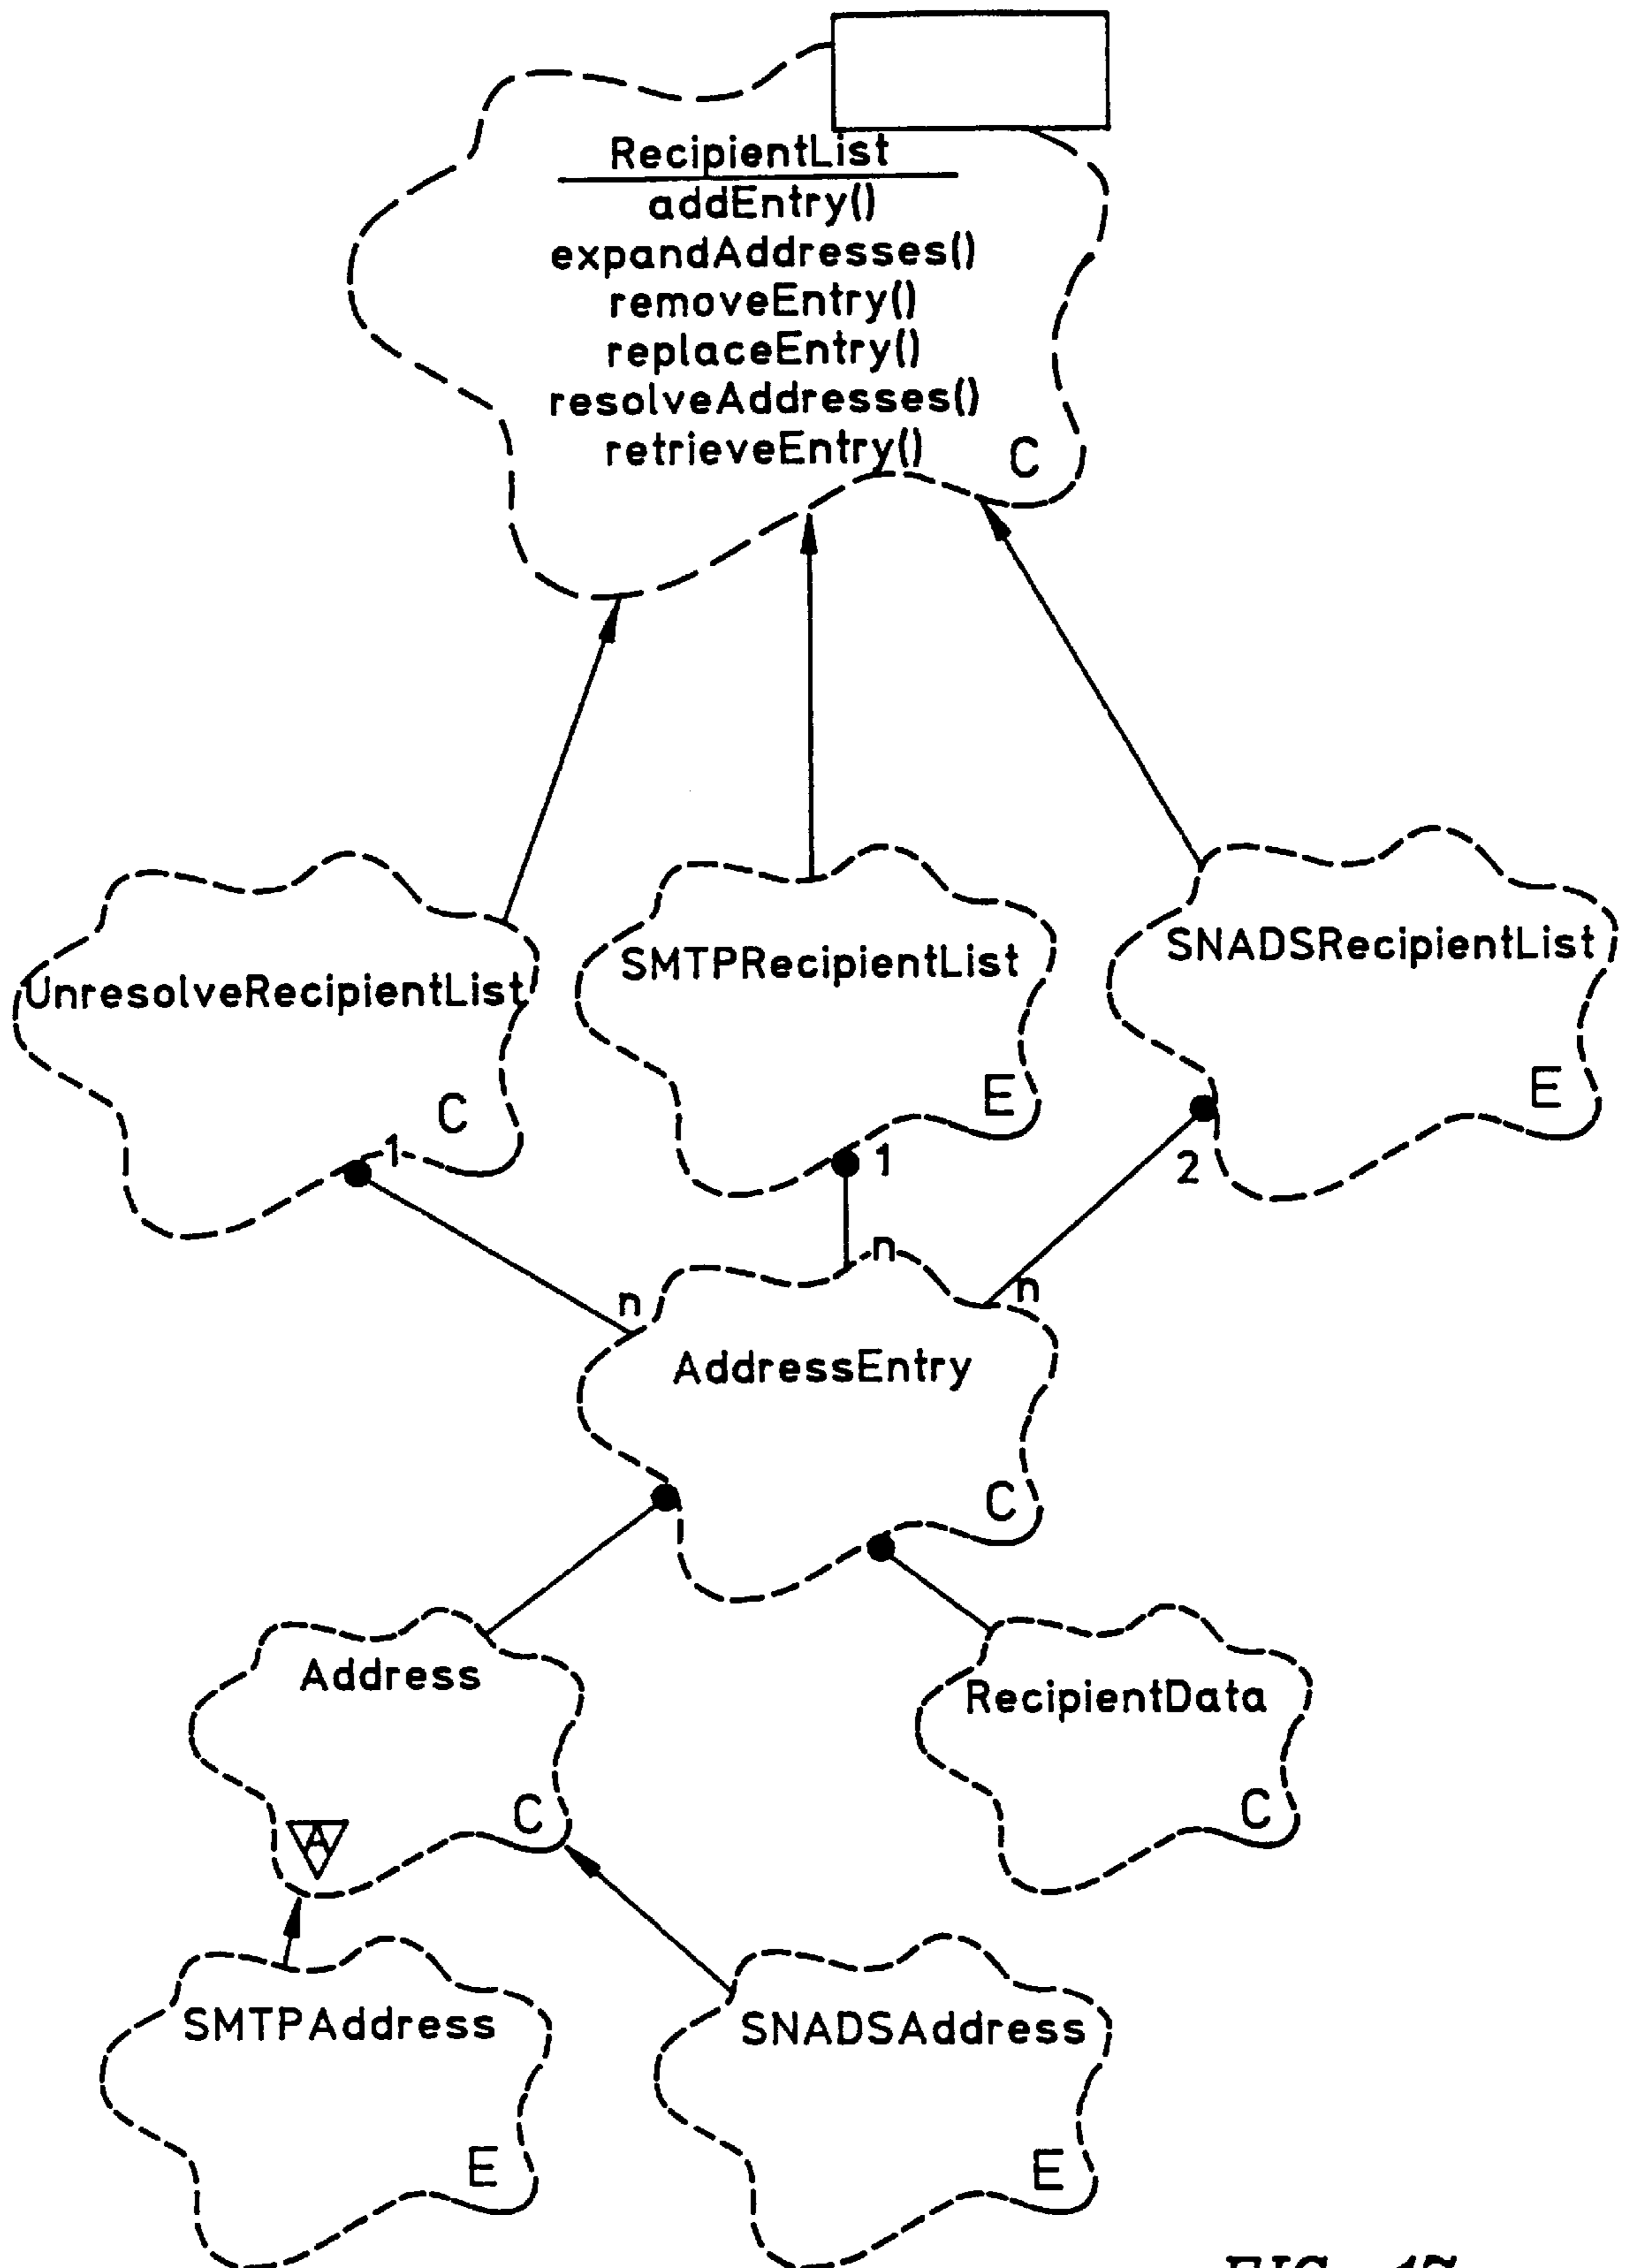 RecipientList
addEntry()
expandAddresses()
removeEntry()
replaceEntry()
resolveAddresses()
retrieveEntry()
C
UnresolveRecipientList
C
1
SMTPRecipientList
E
1
SNADSRecipientList
E
2
n
n
n
AddressEntry
C
Address
C
A
RecipientData
C
SMTPAddress
E
SNADSAddress
E